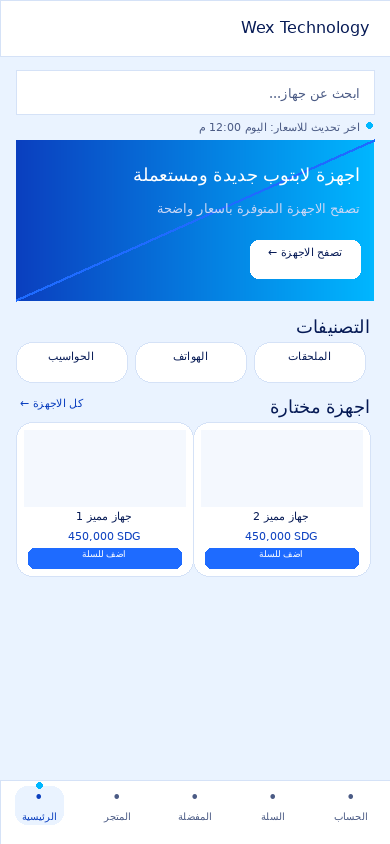 Wex Technology
ابحث عن جهاز...
اخر تحديث للاسعار: اليوم 12:00 م
اجهزة لابتوب جديدة ومستعملة
تصفح الاجهزة المتوفرة باسعار واضحة
تصفح الاجهزة ←
التصنيفات
الملحقات
الهواتف
الحواسيب
اجهزة مختارة
كل الاجهزة ←
جهاز مميز 2
450,000 SDG
اضف للسلة
جهاز مميز 1
450,000 SDG
اضف للسلة
الحساب
السلة
المفضلة
المتجر
الرئيسية